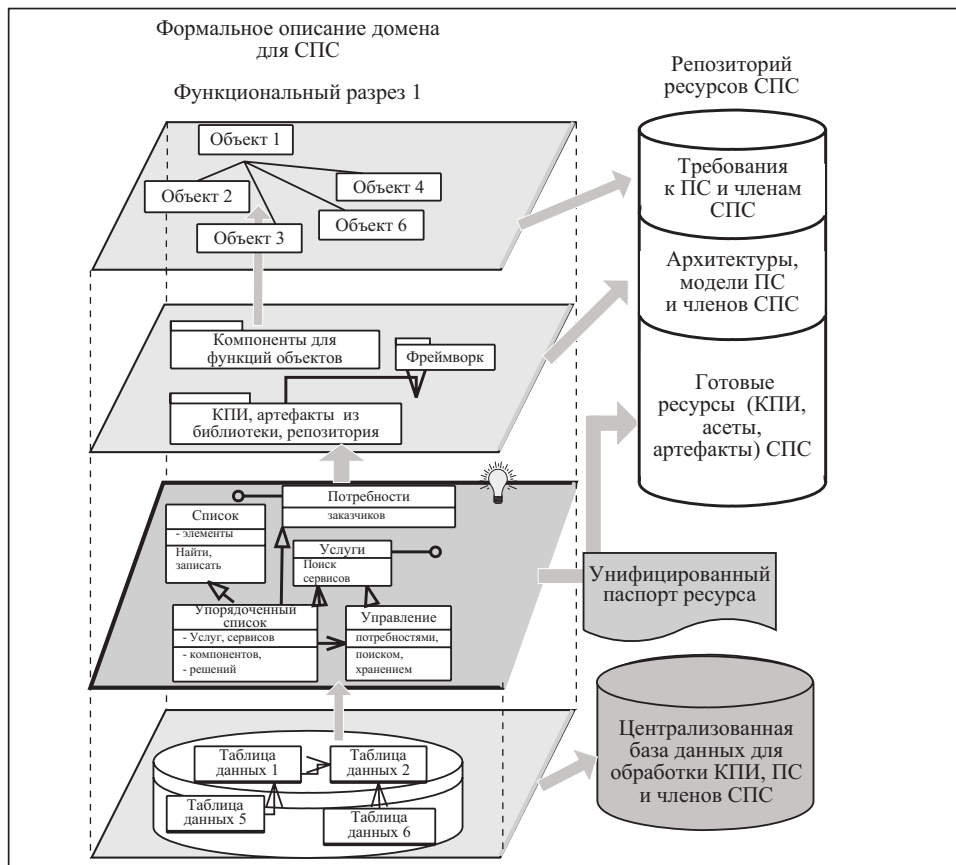 Формальное описание домена
для СПС
Функциональный разрез 1
Объект 1
Объект 2
Объект 4
Объект 3
Объект 6
Компоненты для
функций объектов
Фреймворк
КПИ, артефакты из
библиотеки, репозитория
Потребности
заказчиков
Список
- элементы
Найти,
записать
Услуги
Поиск
сервисов
Упорядоченный
список
- Услуг, сервисов
- компонентов,
- решений
Управление
потребностями,
поиском,
хранением
Таблица
данных 1
Таблица
данных 2
Таблица
данных 5
Таблица
данных 6
Репозиторий
ресурсов СПС
Требования
к ПС и членам
СПС
Архитектуры,
модели ПС
и членов СПС
Готовые
ресурсы (КПИ,
асеты,
артефакты) СПС
Унифицированный
паспорт ресурса
Централизованная
база данных для
обработки КПИ, ПС
и членов СПС